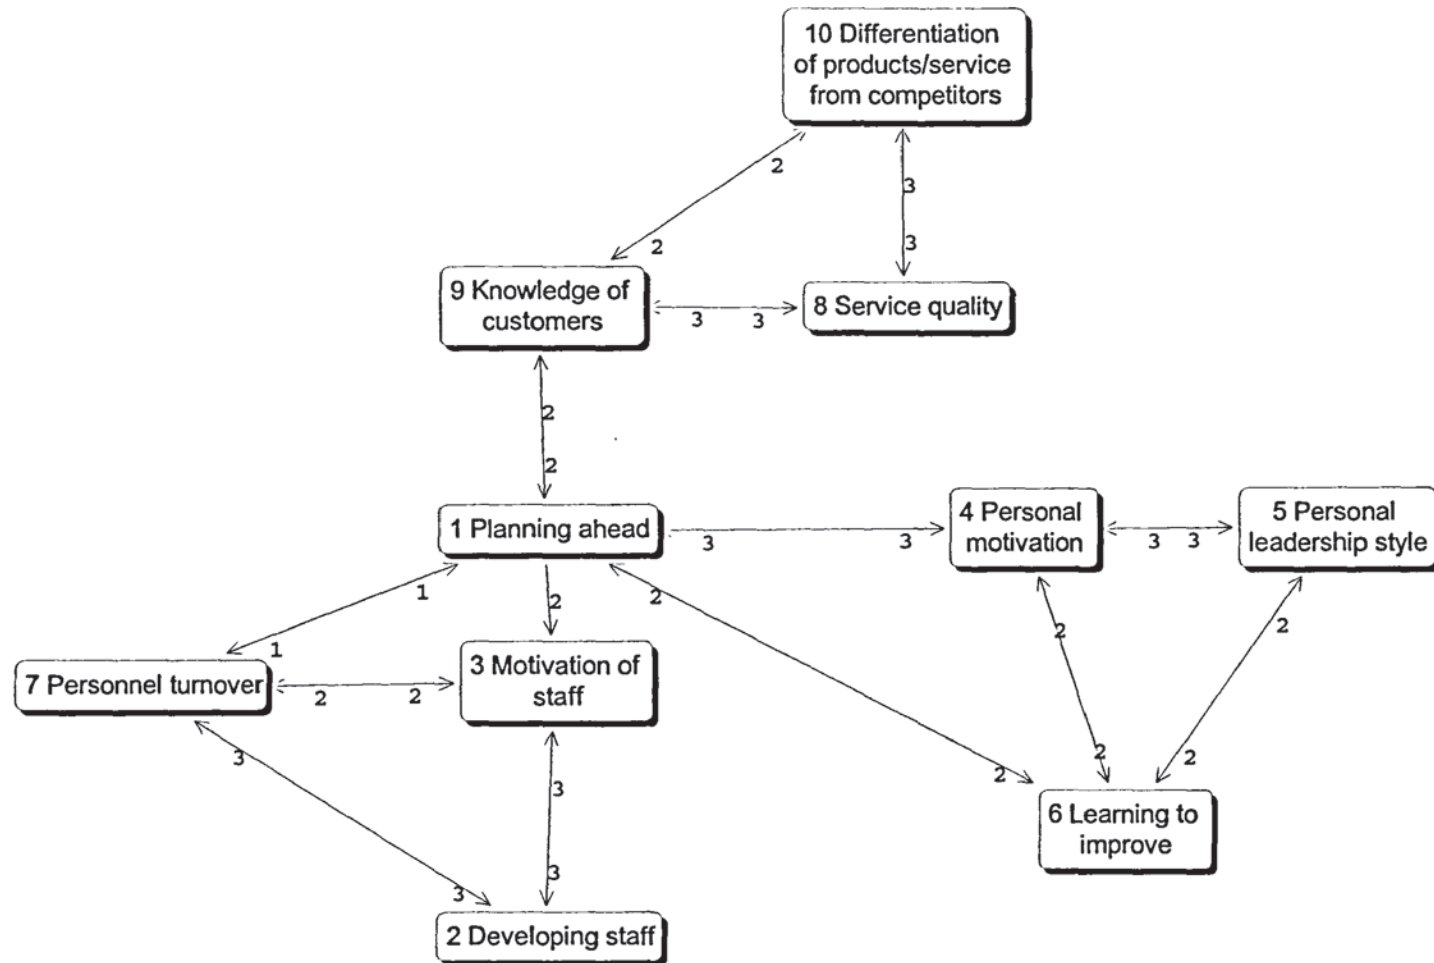 10 Differentiation
of products/service
from competitors
2
3
2
3
9 Knowledge of
customers
3
3
8 Service quality
2
2
1 Planning ahead
3
3
4 Personal
motivation
3
3
5 Personal
leadership style
1
2
2
1
2
2
7 Personnel turnover
2
2
3 Motivation of
staff
3
2
2
2
3
6 Learning to
improve
3
3
2 Developing staff